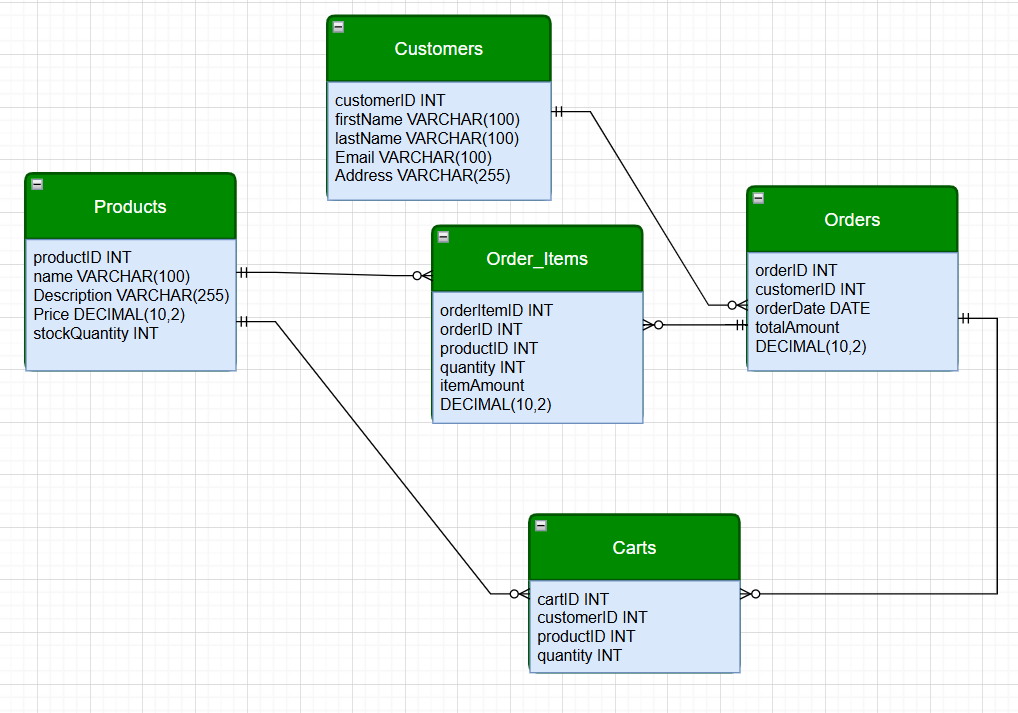 Customers
customerID INT
firstName VARCHAR(100)
lastName VARCHAR(100)
Email VARCHAR(100)
Address VARCHAR(255)
Products
productID INT
name VARCHAR(100)
Description VARCHAR(255)
Price DECIMAL(10,2)
stockQuantity INT
Order_Items
orderItemID INT
orderID INT
productID INT
quantity INT
itemAmount
DECIMAL(10,2)
Orders
orderID INT
customerID INT
orderDate DATE
totalAmount
DECIMAL(10,2)
Carts
cartID INT
customerID INT
productID INT
quantity INT